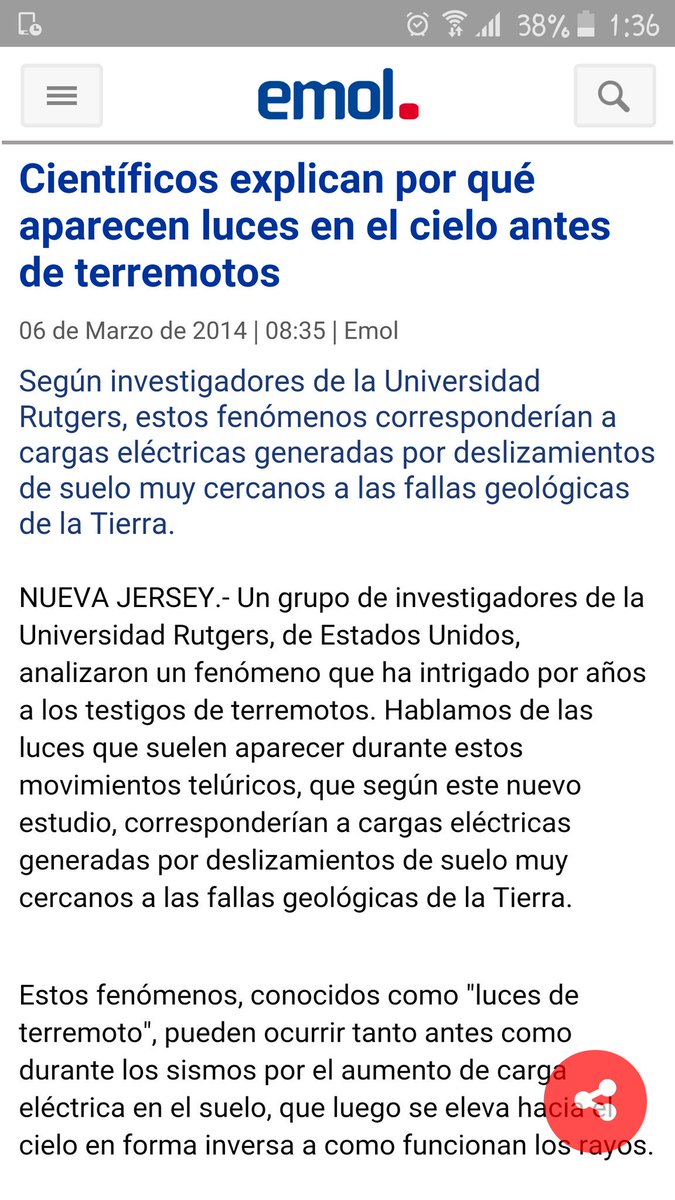 38% 1:36
emol.
Científicos explican por qué
aparecen luces en el cielo antes
de terremotos
06 de Marzo de 2014 | 08:35 | Emol
Según investigadores de la Universidad
Rutgers, estos fenómenos corresponderían a
cargas eléctricas generadas por deslizamientos
de suelo muy cercanos a las fallas geológicas
de la Tierra.
NUEVA JERSEY.- Un grupo de investigadores de la
Universidad Rutgers, de Estados Unidos,
analizaron un fenómeno que ha intrigado por años
a los testigos de terremotos. Hablamos de las
luces que suelen aparecer durante estos
movimientos telúricos, que según este nuevo
estudio, corresponderían a cargas eléctricas
generadas por deslizamientos de suelo muy
cercanos a las fallas geológicas de la Tierra.
Estos fenómenos, conocidos como "luces de
terremoto", pueden ocurrir tanto antes como
durante los sismos por el aumento de carga
eléctrica en el suelo, que luego se eleva hacia el
cielo en forma inversa a como funcionan los rayos.